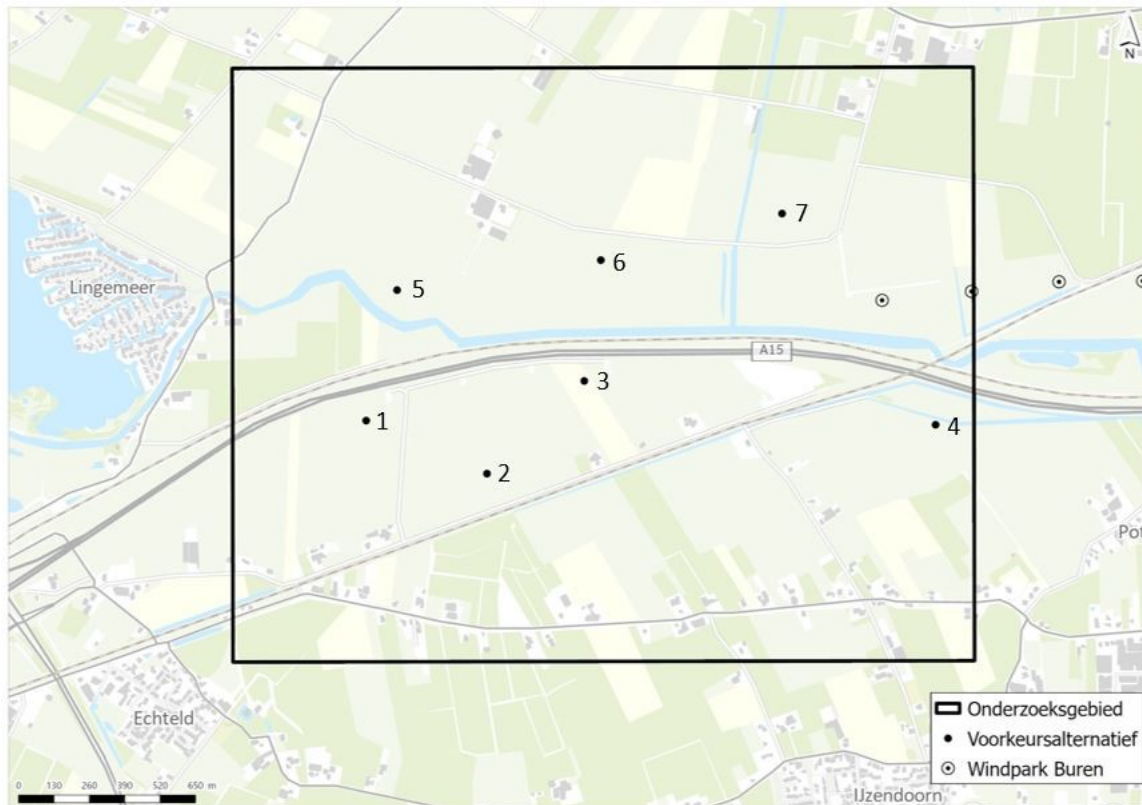 N
7
6
5
Lingemeer
A15
3
1
4
2
Echteld
IJzendoorn
Onderzoeksgebied
Voorkeursalternatief
Windpark Buren
0 130 260 390 520 650 m